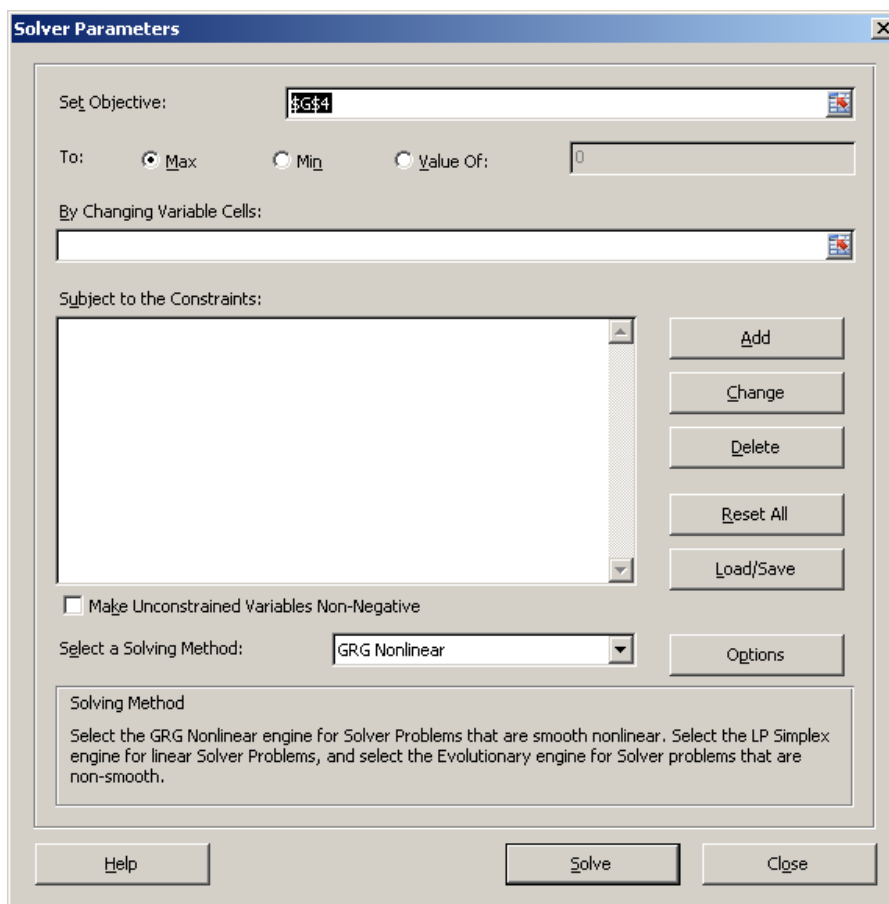 Solver Parameters
Set Objective: $G$4
To: Max Min Value Of: 0
By Changing Variable Cells:
Subject to the Constraints:
Add
Change
Delete
Reset All
Load/Save
Make Unconstrained Variables Non-Negative
Select a Solving Method: GRG Nonlinear Options
Solving Method
Select the GRG Nonlinear engine for Solver Problems that are smooth nonlinear. Select the LP Simplex
engine for linear Solver Problems, and select the Evolutionary engine for Solver problems that are
non-smooth.
Help Solve Close